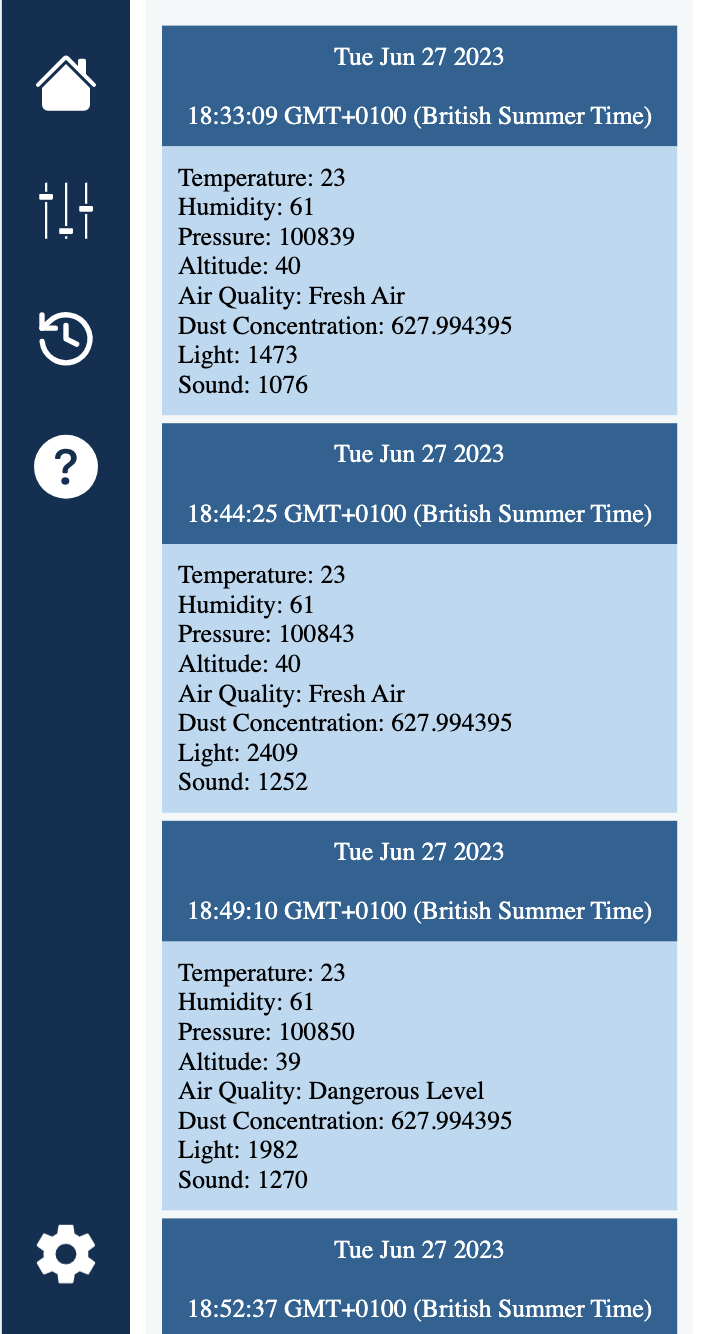 Tue Jun 27 2023
18:33:09 GMT+0100 (British Summer Time)
Temperature: 23
Humidity: 61
Pressure: 100839
Altitude: 40
Air Quality: Fresh Air
Dust Concentration: 627.994395
Light: 1473
Sound: 1076
Tue Jun 27 2023
18:44:25 GMT+0100 (British Summer Time)
Temperature: 23
Humidity: 61
Pressure: 100843
Altitude: 40
Air Quality: Fresh Air
Dust Concentration: 627.994395
Light: 2409
Sound: 1252
Tue Jun 27 2023
18:49:10 GMT+0100 (British Summer Time)
Temperature: 23
Humidity: 61
Pressure: 100850
Altitude: 39
Air Quality: Dangerous Level
Dust Concentration: 627.994395
Light: 1982
Sound: 1270
Tue Jun 27 2023
18:52:37 GMT+0100 (British Summer Time)